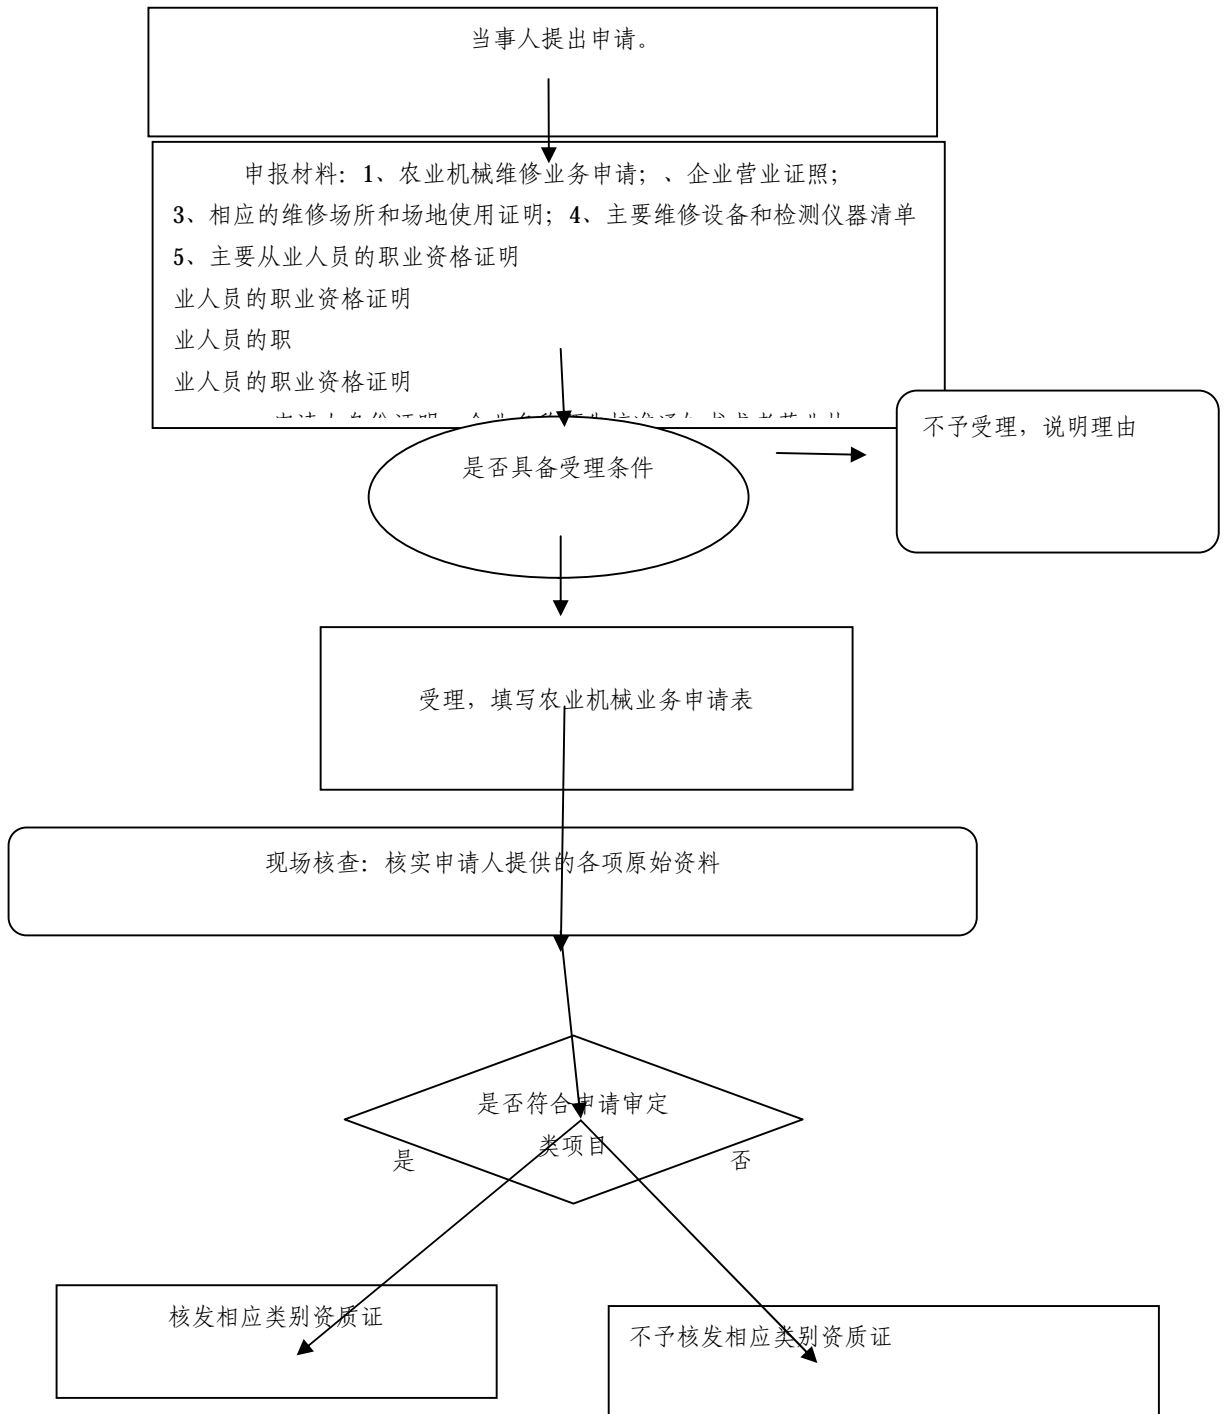 当事人提出申请。
申报材料：1、农业机械维修业务申请；、企业营业证照；
3、相应的维修场所和场地使用证明；4、主要维修设备和检测仪器清单
5、主要从业人员的职业资格证明
业人员的职业资格证明
业人员的职
业人员的职业资格证明
不予受理，说明理由
是否具备受理条件
受理，填写农业机械业务申请表
现场核查：核实申请人提供的各项原始资料
是否符合申请审定
类项目
是
否
核发相应类别资质证
不予核发相应类别资质证